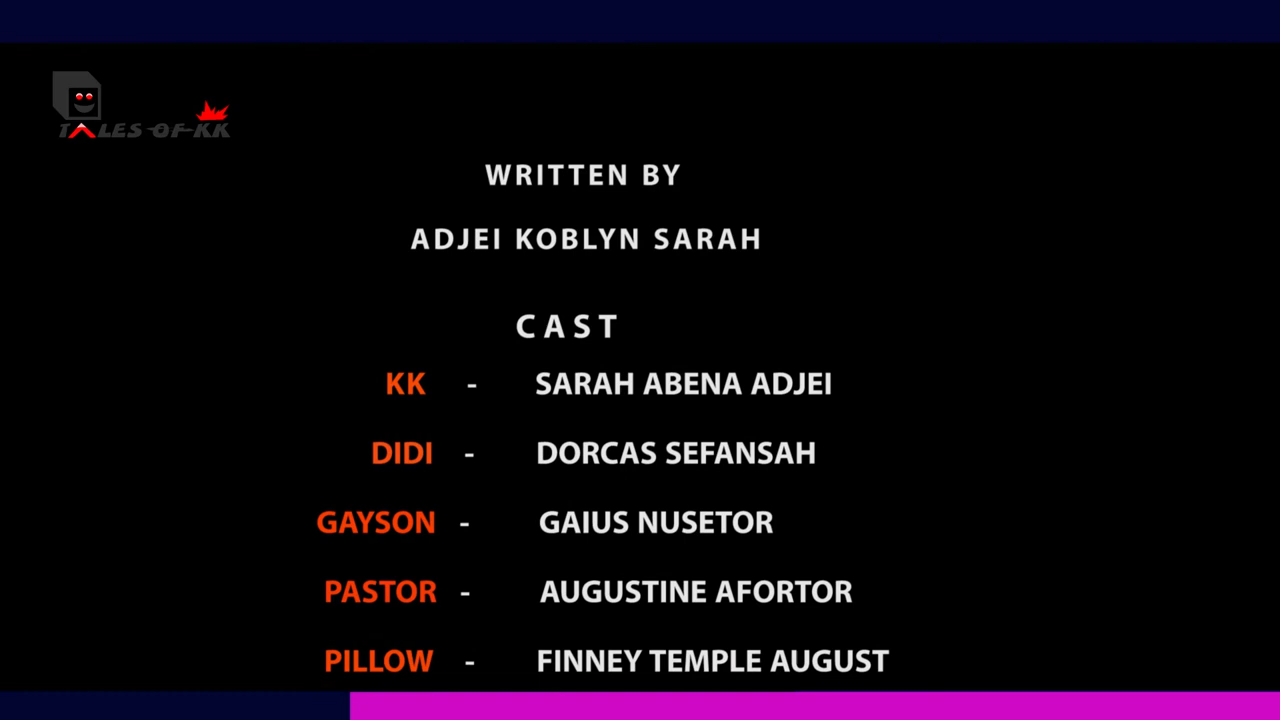 TALES OF KK
WRITTEN BY
ADJEI KOBLYN SARAH
CAST
KK - SARAH ABENA ADJEI
DIDI - DORCAS SEFANSAH
GAYSON - GAIUS NUSETOR
PASTOR - AUGUSTINE AFORTOR
PILLOW - FINNEY TEMPLE AUGUST